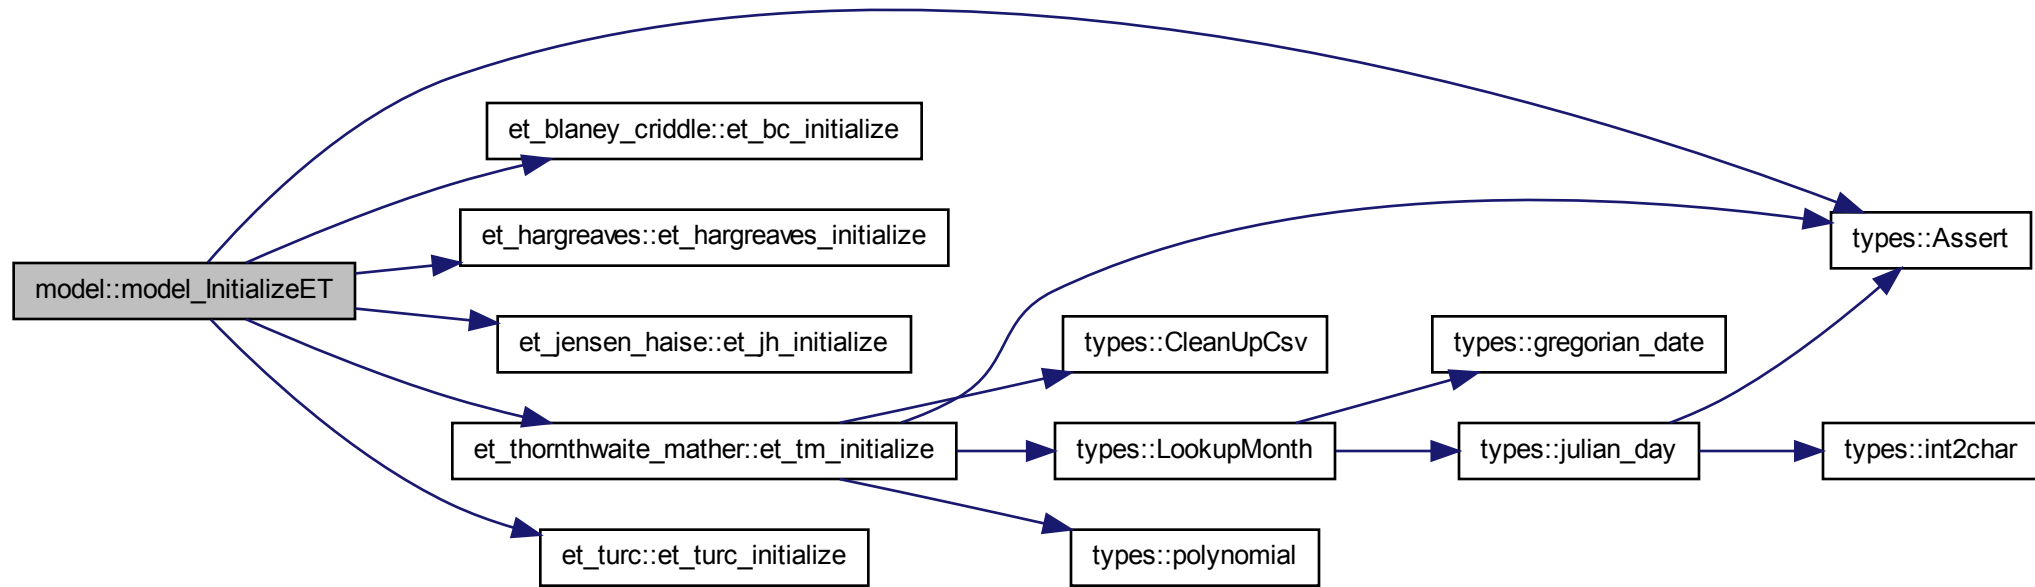 et_blaney_criddle::et_bc_initialize
et_hargreaves::et_hargreaves_initialize
types::Assert
model::model_InitializeET
et_jensen_haise::et_jh_initialize
types::CleanUpCsv
types::gregorian_date
et_thornthwaite_mather::et_tm_initialize
types::LookupMonth
types::julian_day
types::int2char
et_turc::et_turc_initialize
types::polynomial